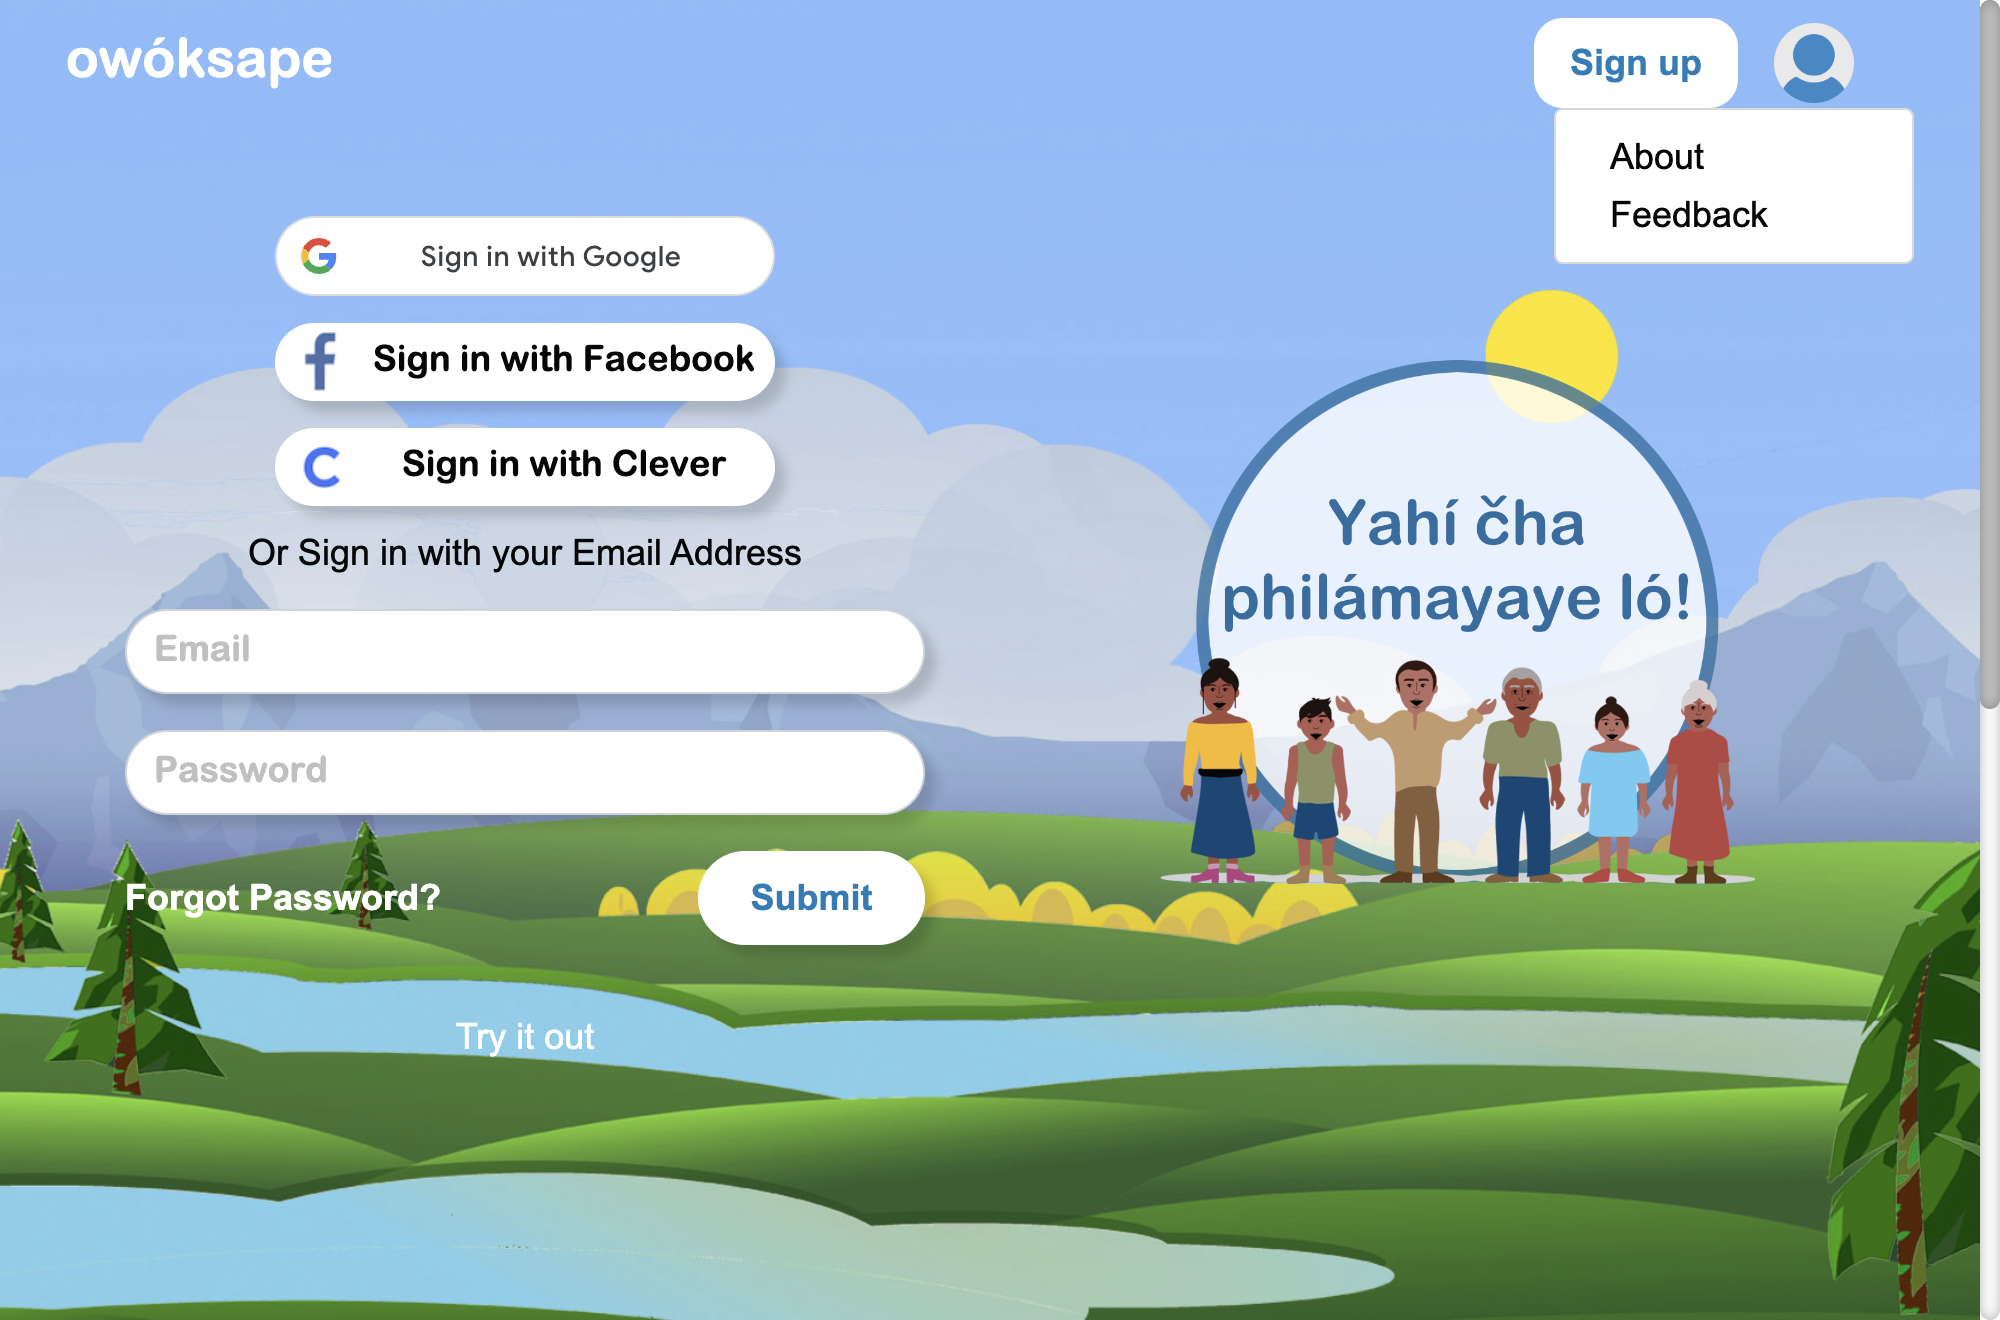 owóksape
Sign up
About
Feedback
Sign in with Google
Sign in with Facebook
Sign in with Clever
Or Sign in with your Email Address
Email
Password
Forgot Password?
Submit
Try it out
Yahí čha
philámayaye ló!